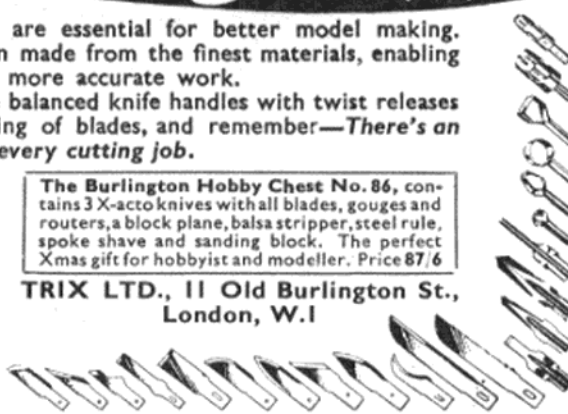 are essential for better model making.
made from the finest materials, enabling
more accurate work.
balanced knife handles with twist releases
ing of blades, and remember—There's an
every cutting job.
The Burlington Hobby Chest No. 86, con-
tains 3 X-acto knives with all blades, gouges and
routers, a block plane, balsa stripper, steel rule,
spoke shave and sanding block. The perfect
Xmas gift for hobbyist and modeller. Price 87/6
TRIX LTD., 11 Old Burlington St.,
London, W.1